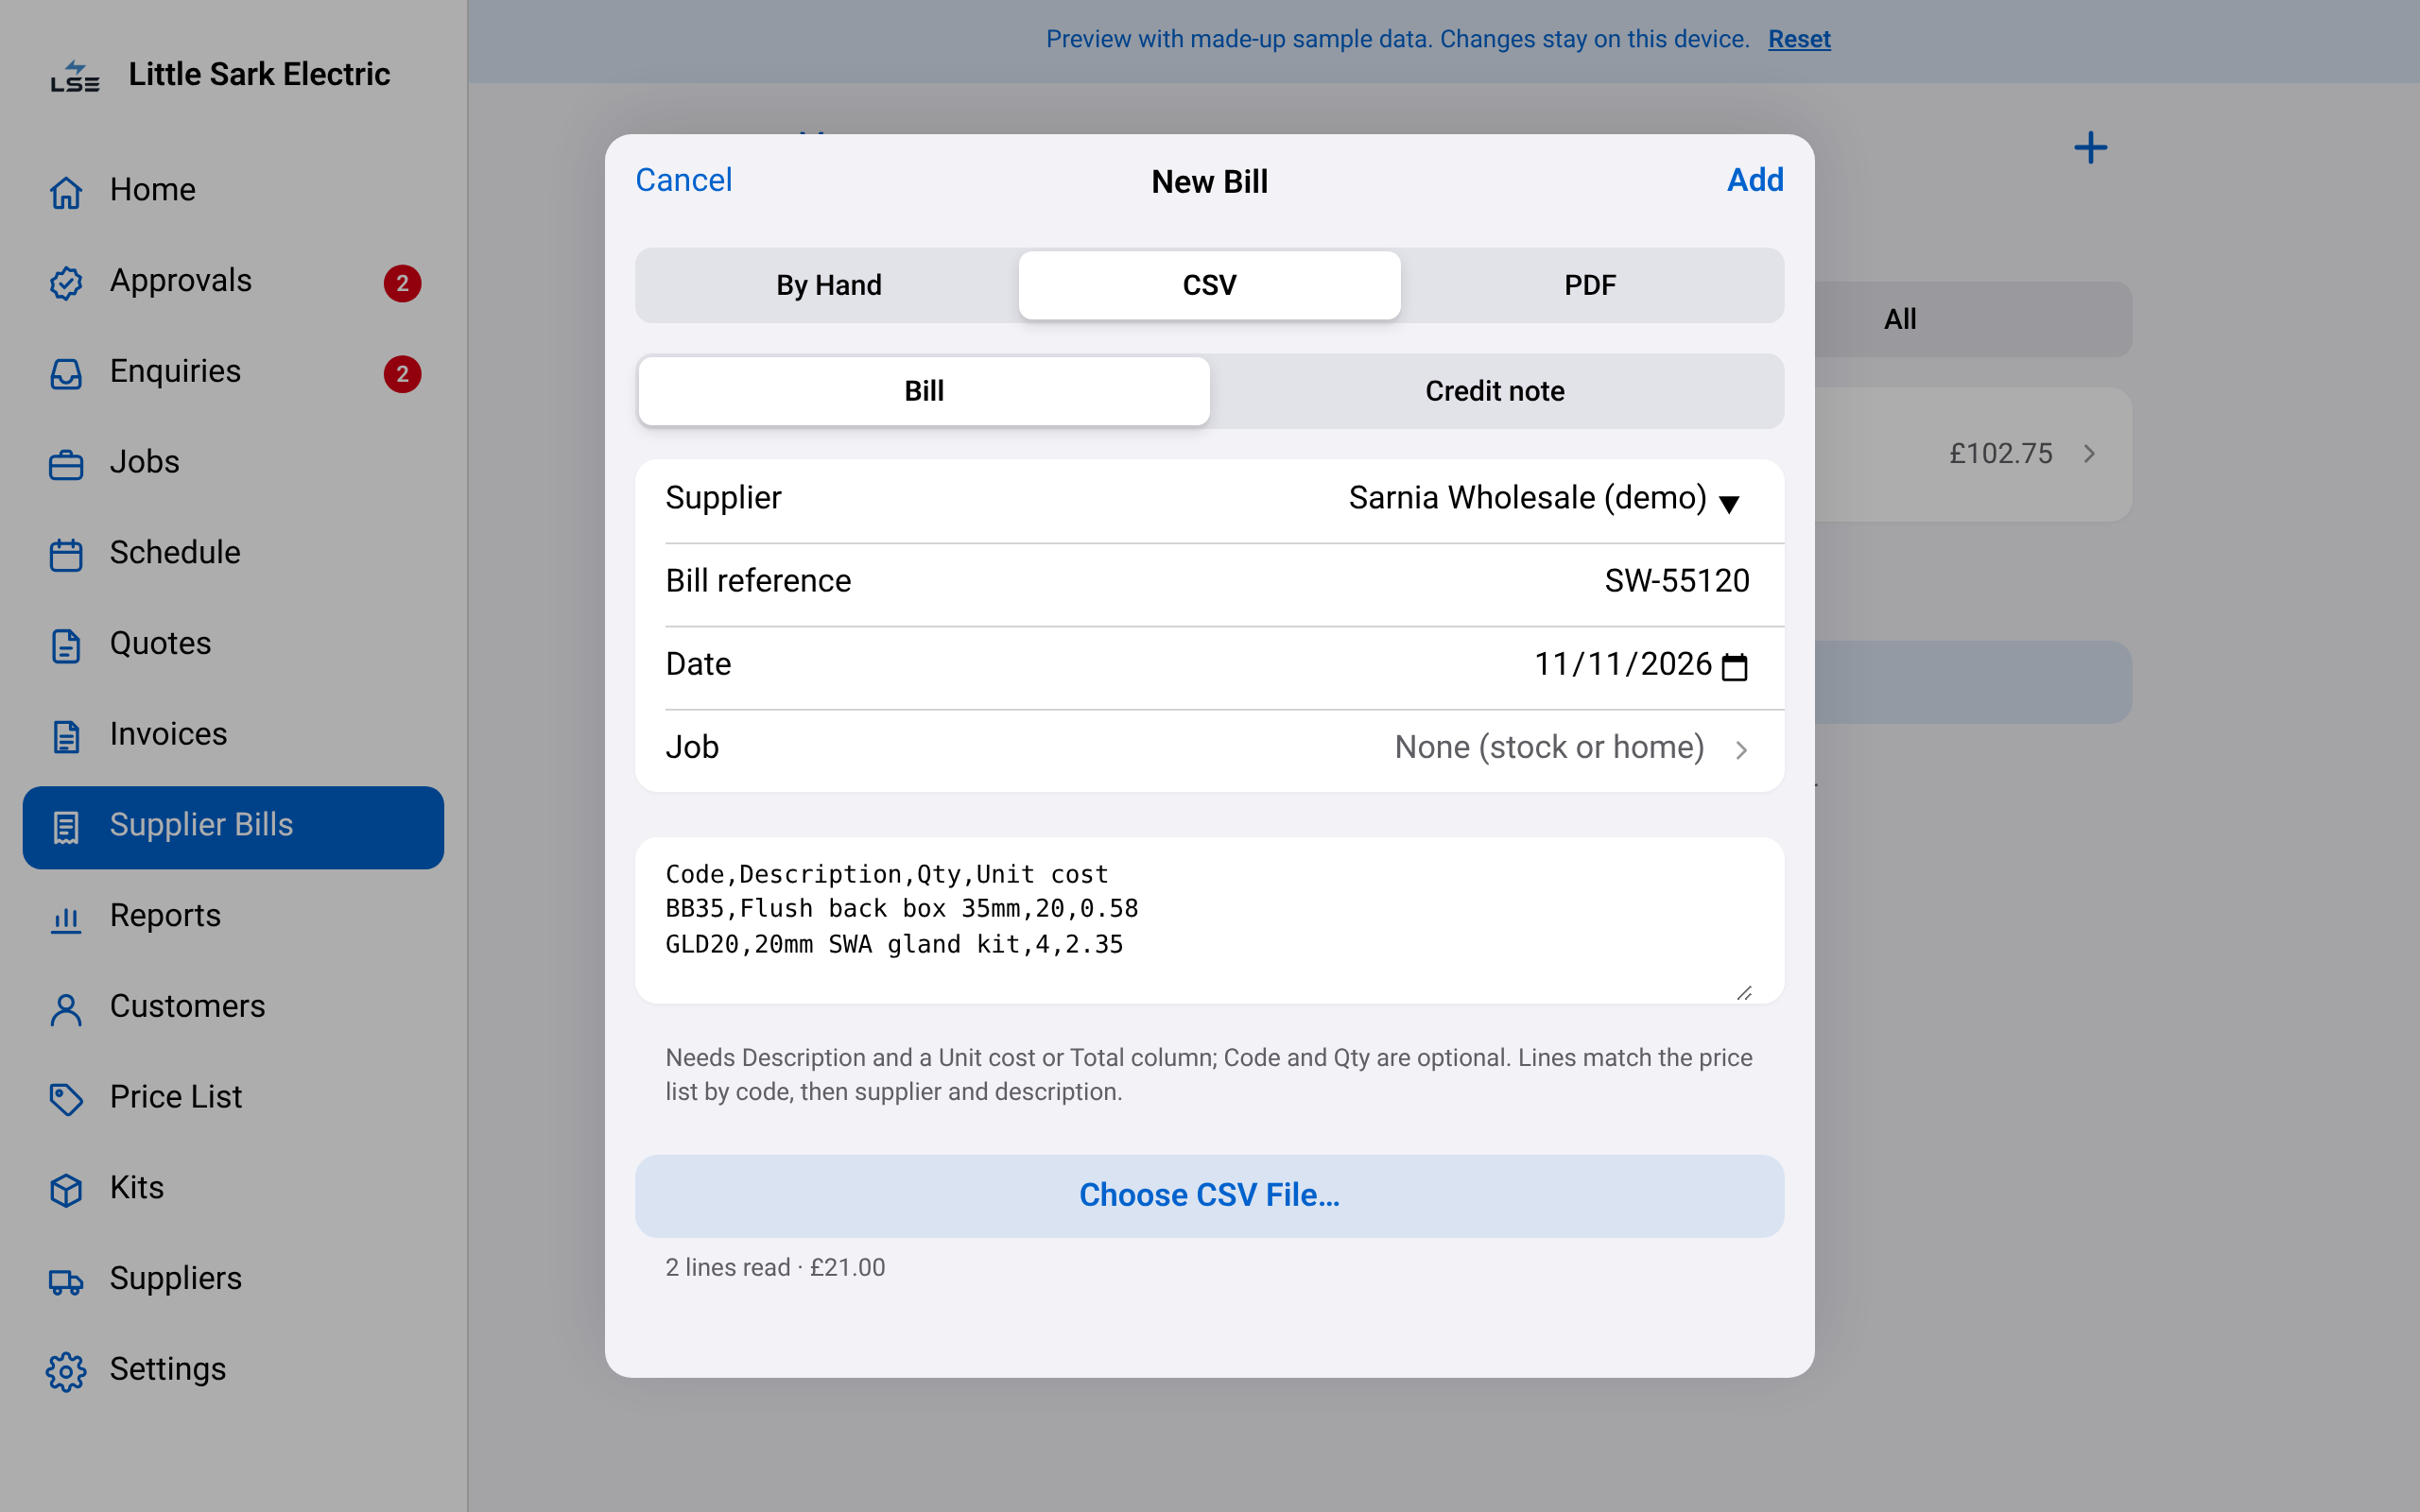 LSE Little Sark Electric
Home
Approvals 2
Enquiries 2
Jobs
Schedule
Quotes
Invoices
Supplier Bills
Reports
Customers
Price List
Kits
Suppliers
Settings
Preview with made-up sample data. Changes stay on this device. Reset
All
£102.75
Cancel New Bill Add
By Hand CSV PDF
Bill Credit note
Supplier Sarnia Wholesale (demo)
Bill reference SW-55120
Date 11/11/2026
Job None (stock or home)
Code,Description,Qty,Unit cost
BB35,Flush back box 35mm,20,0.58
GLD20,20mm SWA gland kit,4,2.35
Needs Description and a Unit cost or Total column; Code and Qty are optional. Lines match the price
list by code, then supplier and description.
Choose CSV File…
2 lines read · £21.00